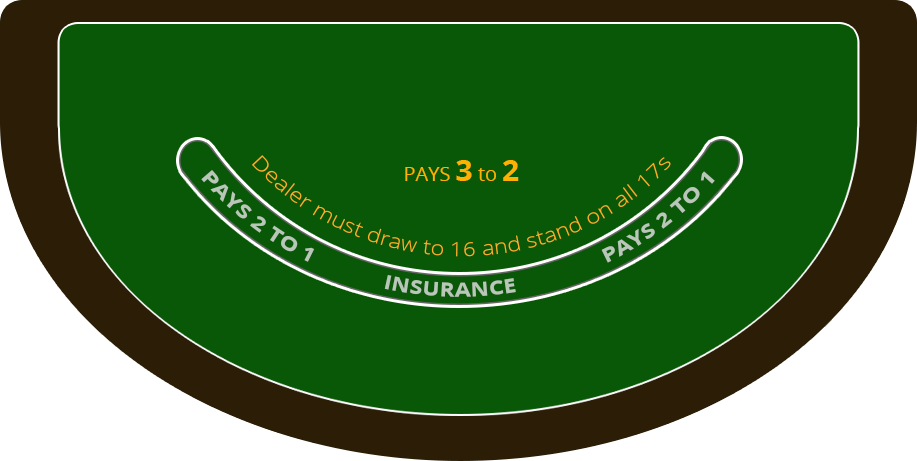 PAYS 3 to 2
Dealer must draw to 16 and stand on all 17s
PAYS 2 TO 1
INSURANCE
PAYS 2 TO 1